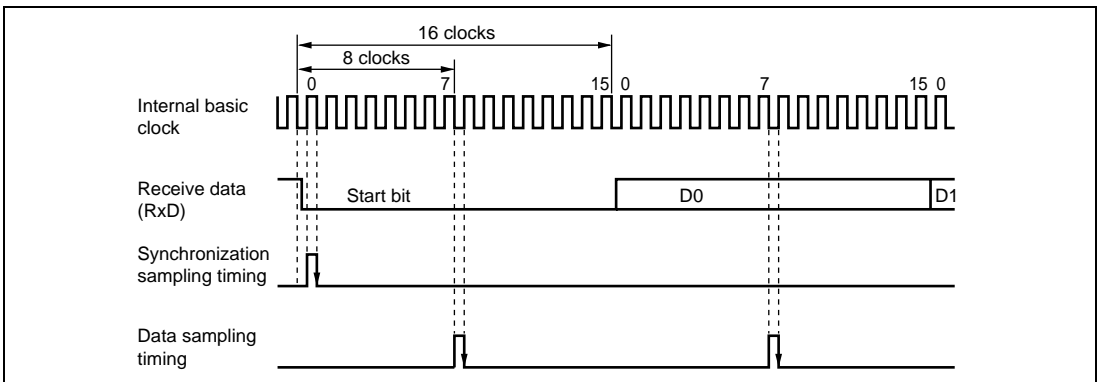 16 clocks
8 clocks
0 7 15 0 7 15 0
Internal basic
clock
Receive data
(RxD)
Start bit D0 D1
Synchronization
sampling timing
Data sampling
timing